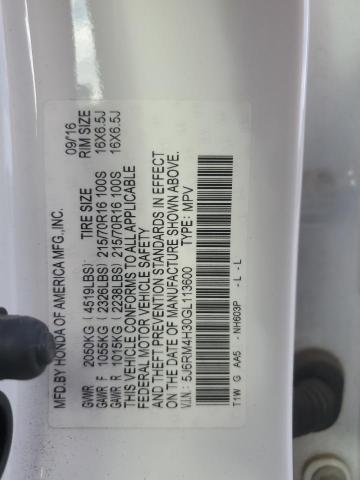 MFD.BY HONDA OF AMERICA MFG.,INC. 09/16
TIRE SIZE RIM SIZE
GVWR 2050KG ( 4519LBS)
GAWR F 1055KG ( 2326LBS) 215/70R16 100S 16X6.5J
GAWR R 1015KG ( 2238LBS) 215/70R16 100S 16X6.5J
THIS VEHICLE CONFORMS TO ALL APPLICABLE
FEDERAL MOTOR VEHICLE SAFETY
AND THEFT PREVENTION STANDARDS IN EFFECT
ON THE DATE OF MANUFACTURE SHOWN ABOVE.
V.I.N.: 5J6RM4H30GL113600 TYPE: MPV
T1W G AA5 - NH603P - L - L